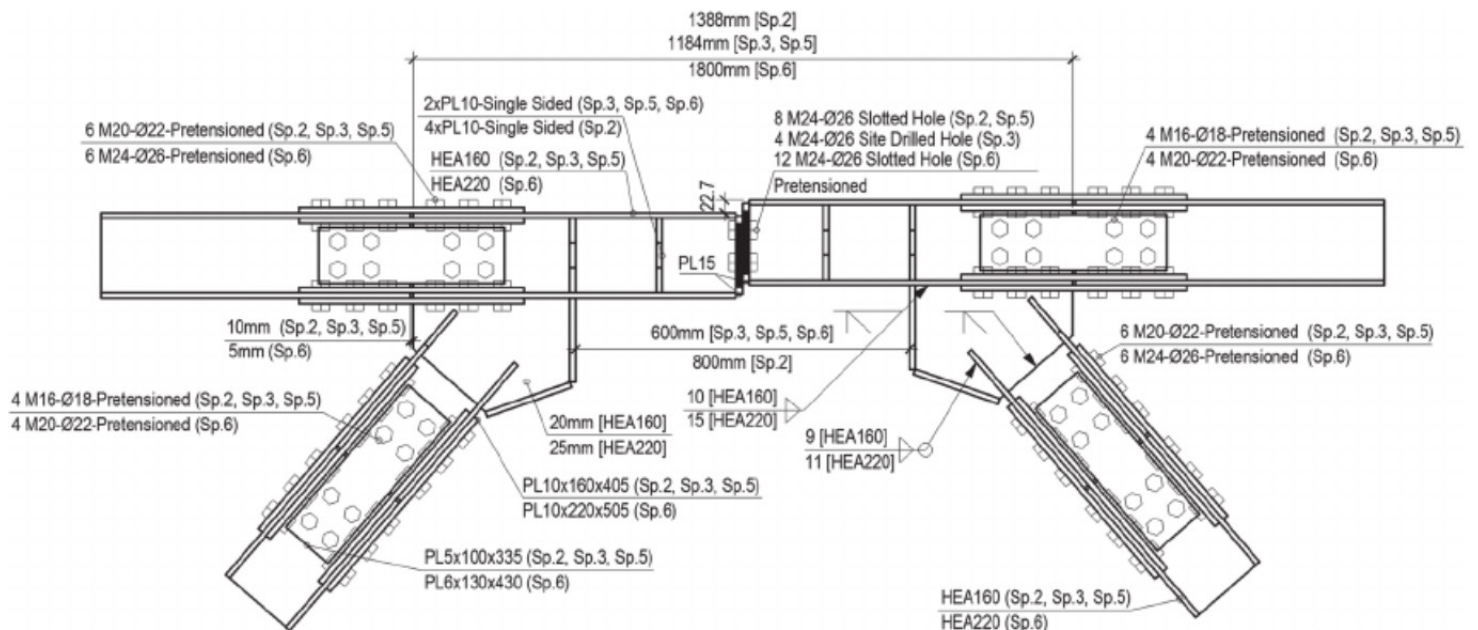 1388mm [Sp.2]
1184mm [Sp.3, Sp.5]
1800mm [Sp.6]
2xPL10-Single Sided (Sp.3, Sp.5, Sp.6)
4xPL10-Single Sided (Sp.2)
8 M24-Ø26 Slotted Hole (Sp.2, Sp.5)
4 M24-Ø26 Site Drilled Hole (Sp.3)
12 M24-Ø26 Slotted Hole (Sp.6)
Pretensioned
6 M20-Ø22-Pretensioned (Sp.2, Sp.3, Sp.5)
6 M24-Ø26-Pretensioned (Sp.6)
4 M16-Ø18-Pretensioned (Sp.2, Sp.3, Sp.5)
4 M20-Ø22-Pretensioned (Sp.6)
HEA160 (Sp.2, Sp.3, Sp.5)
HEA220 (Sp.6)
22.7
PL15
10mm (Sp.2, Sp.3, Sp.5)
5mm (Sp.6)
600mm [Sp.3, Sp.5, Sp.6]
800mm [Sp.2]
6 M20-Ø22-Pretensioned (Sp.2, Sp.3, Sp.5)
6 M24-Ø26-Pretensioned (Sp.6)
4 M16-Ø18-Pretensioned (Sp.2, Sp.3, Sp.5)
4 M20-Ø22-Pretensioned (Sp.6)
20mm [HEA160]
25mm [HEA220]
10 [HEA160]
15 [HEA220]
9 [HEA160]
11 [HEA220]
PL10x160x405 (Sp.2, Sp.3, Sp.5)
PL10x220x505 (Sp.6)
PL5x100x335 (Sp.2, Sp.3, Sp.5)
PL6x130x430 (Sp.6)
HEA160 (Sp.2, Sp.3, Sp.5)
HEA220 (Sp.6)